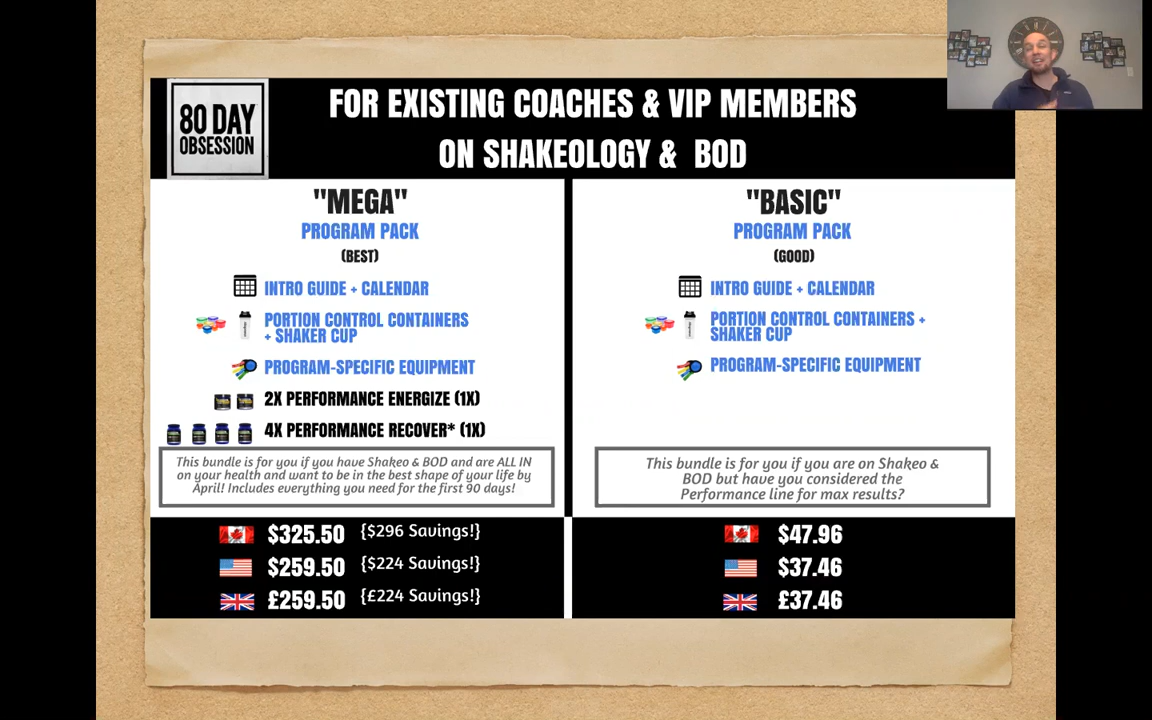 80 DAY
OBSESSION
FOR EXISTING COACHES & VIP MEMBERS
ON SHAKEOLOGY & BOD
"MEGA"
PROGRAM PACK
(BEST)
INTRO GUIDE + CALENDAR
PORTION CONTROL CONTAINERS
+ SHAKER CUP
PROGRAM-SPECIFIC EQUIPMENT
2X PERFORMANCE ENERGIZE (1X)
4X PERFORMANCE RECOVER* (1X)
This bundle is for you if you have Shakeo & BOD and are ALL IN
on your health and want to be in the best shape of your life by
April! Includes everything you need for the first 90 days!
$325.50 {$296 Savings!}
$259.50 {$224 Savings!}
£259.50 {£224 Savings!}
"BASIC"
PROGRAM PACK
(GOOD)
INTRO GUIDE + CALENDAR
PORTION CONTROL CONTAINERS +
SHAKER CUP
PROGRAM-SPECIFIC EQUIPMENT
This bundle is for you if you are on Shakeo &
BOD but have you considered the
Performance line for max results?
$47.96
$37.46
£37.46